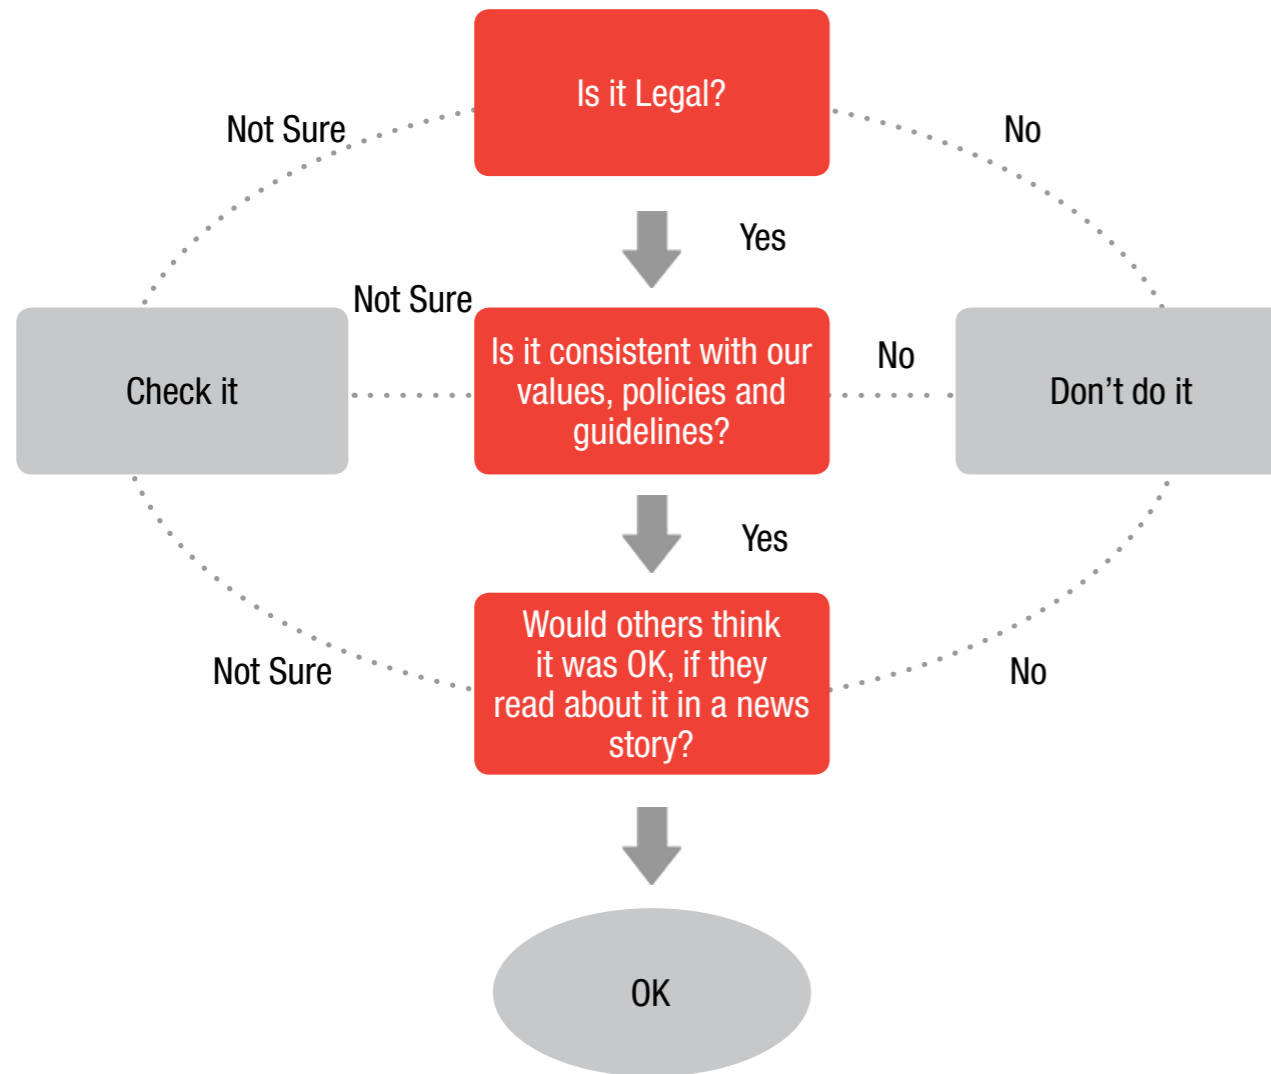 Is it Legal?
Not Sure
No
Yes
Not Sure
Is it consistent with our
values, policies and
guidelines?
No
Check it
Don't do it
Yes
Would others think
it was OK, if they
read about it in a news
story?
Not Sure
No
OK